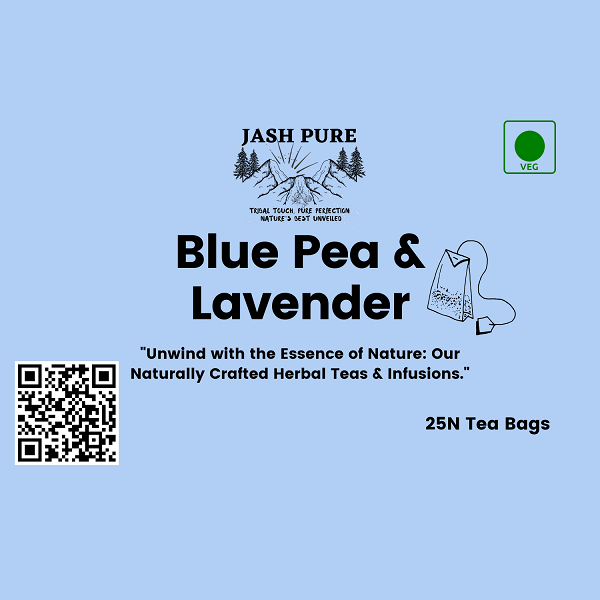 JASH PURE
TRIBAL TOUCH, PURE PERFECTION
NATURE'S BEST UNVEILED
VEG
Blue Pea &
Lavender
"Unwind with the Essence of Nature: Our
Naturally Crafted Herbal Teas & Infusions."
25N Tea Bags